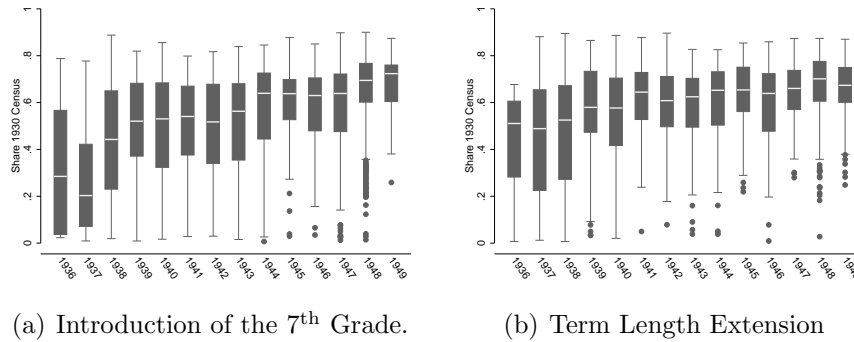 Share 1930 Census
0 .2 .4 .6 .8 1
1936 1937 1938 1939 1940 1941 1942 1943 1944 1945 1946 1947 1948 1949
(a) Introduction of the 7th Grade.
Share 1930 Census
0 .2 .4 .6 .8 1
1936 1937 1938 1939 1940 1941 1942 1943 1944 1945 1946 1947 1948
(b) Term Length Extension